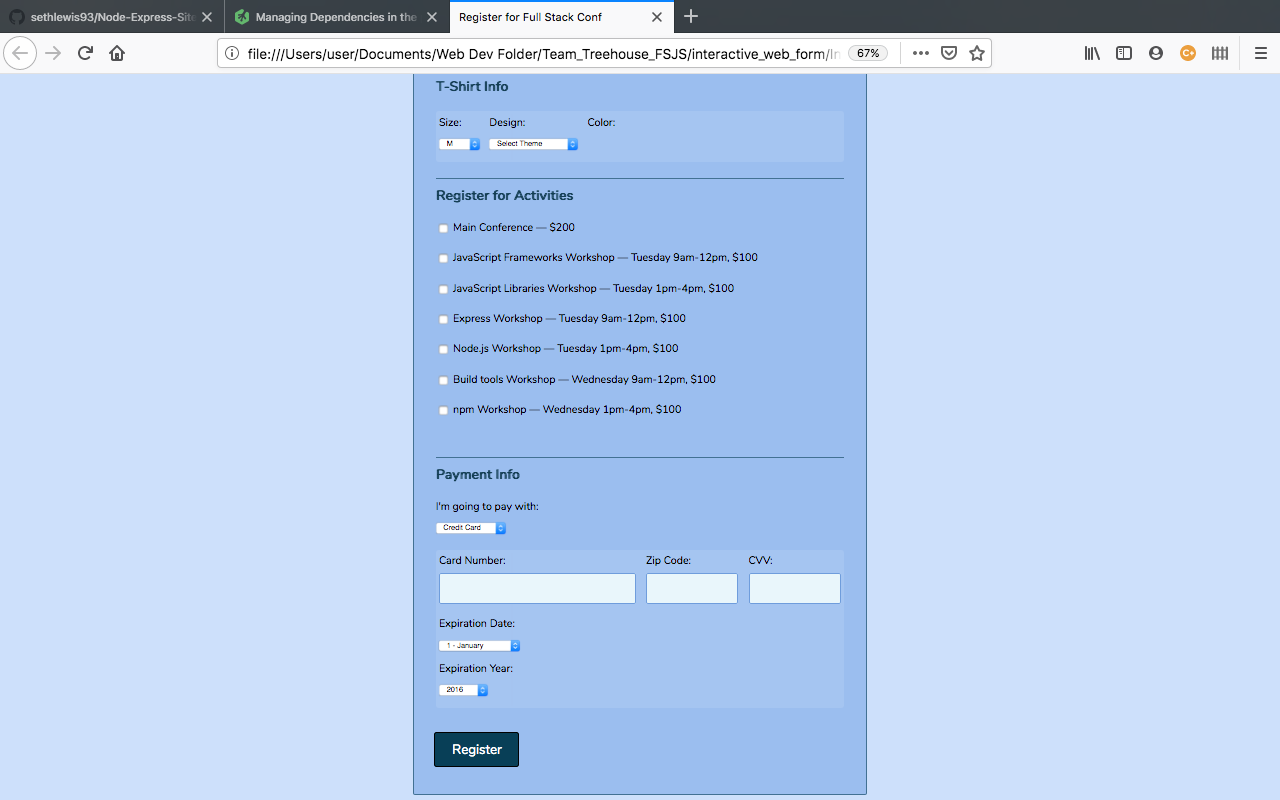 sethlewis93/Node-Express-Sit
Managing Dependencies in the
Register for Full Stack Conf
file:///Users/user/Documents/Web Dev Folder/Team_Treehouse_FSJS/interactive_web_form/In
67%
T-Shirt Info
Size: Design: Color:
M Select Theme
Register for Activities
Main Conference — $200
JavaScript Frameworks Workshop — Tuesday 9am-12pm, $100
JavaScript Libraries Workshop — Tuesday 1pm-4pm, $100
Express Workshop — Tuesday 9am-12pm, $100
Node.js Workshop — Tuesday 1pm-4pm, $100
Build tools Workshop — Wednesday 9am-12pm, $100
npm Workshop — Wednesday 1pm-4pm, $100
Payment Info
I'm going to pay with:
Credit Card
Card Number: Zip Code: CVV:
Expiration Date:
1 - January
Expiration Year:
2016
Register